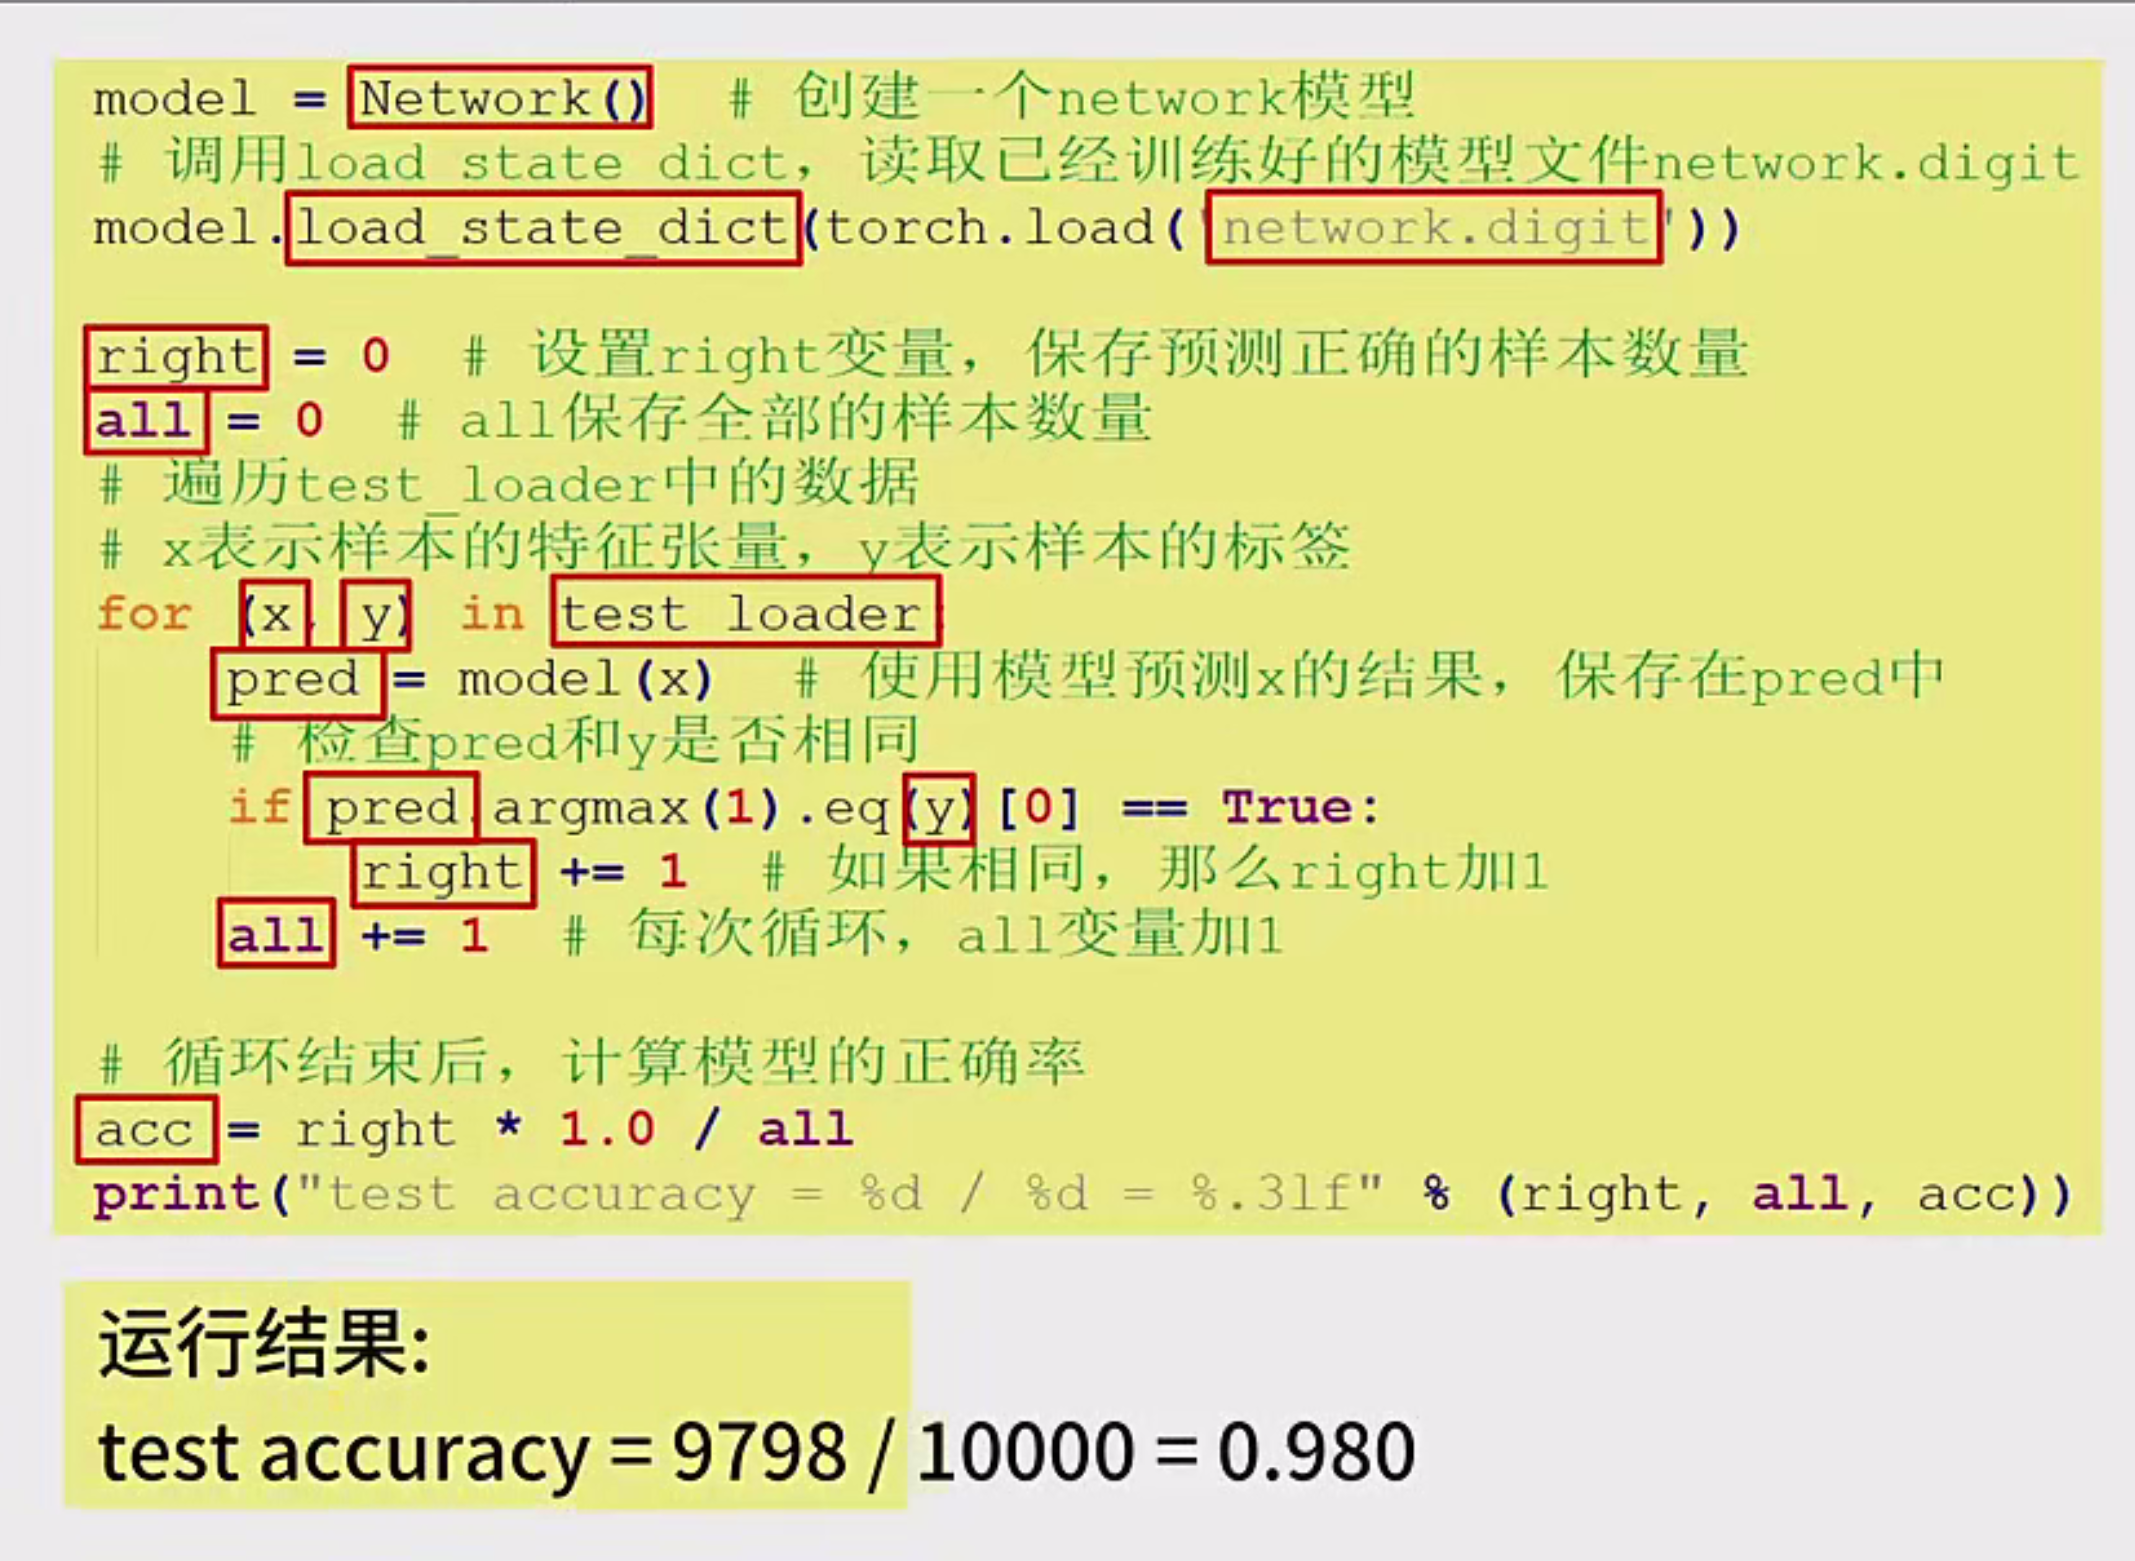 model = Network()  # 创建一个network模型
# 调用load_state_dict，读取已经训练好的模型文件network.digit
model.load_state_dict(torch.load('network.digit'))
right = 0  # 设置right变量，保存预测正确的样本数量
all = 0  # all保存全部的样本数量
# 遍历test_loader中的数据
# x表示样本的特征张量，y表示样本的标签
for (x, y) in test_loader:
    pred = model(x)  # 使用模型预测x的结果，保存在pred中
    # 检查pred和y是否相同
    if pred.argmax(1).eq(y)[0] == True:
        right += 1  # 如果相同，那么right加1
    all += 1  # 每次循环，all变量加1
# 循环结束后，计算模型的正确率
acc = right * 1.0 / all
print("test accuracy = %d / %d = %.3lf" % (right, all, acc))
运行结果:
test accuracy = 9798 / 10000 = 0.980